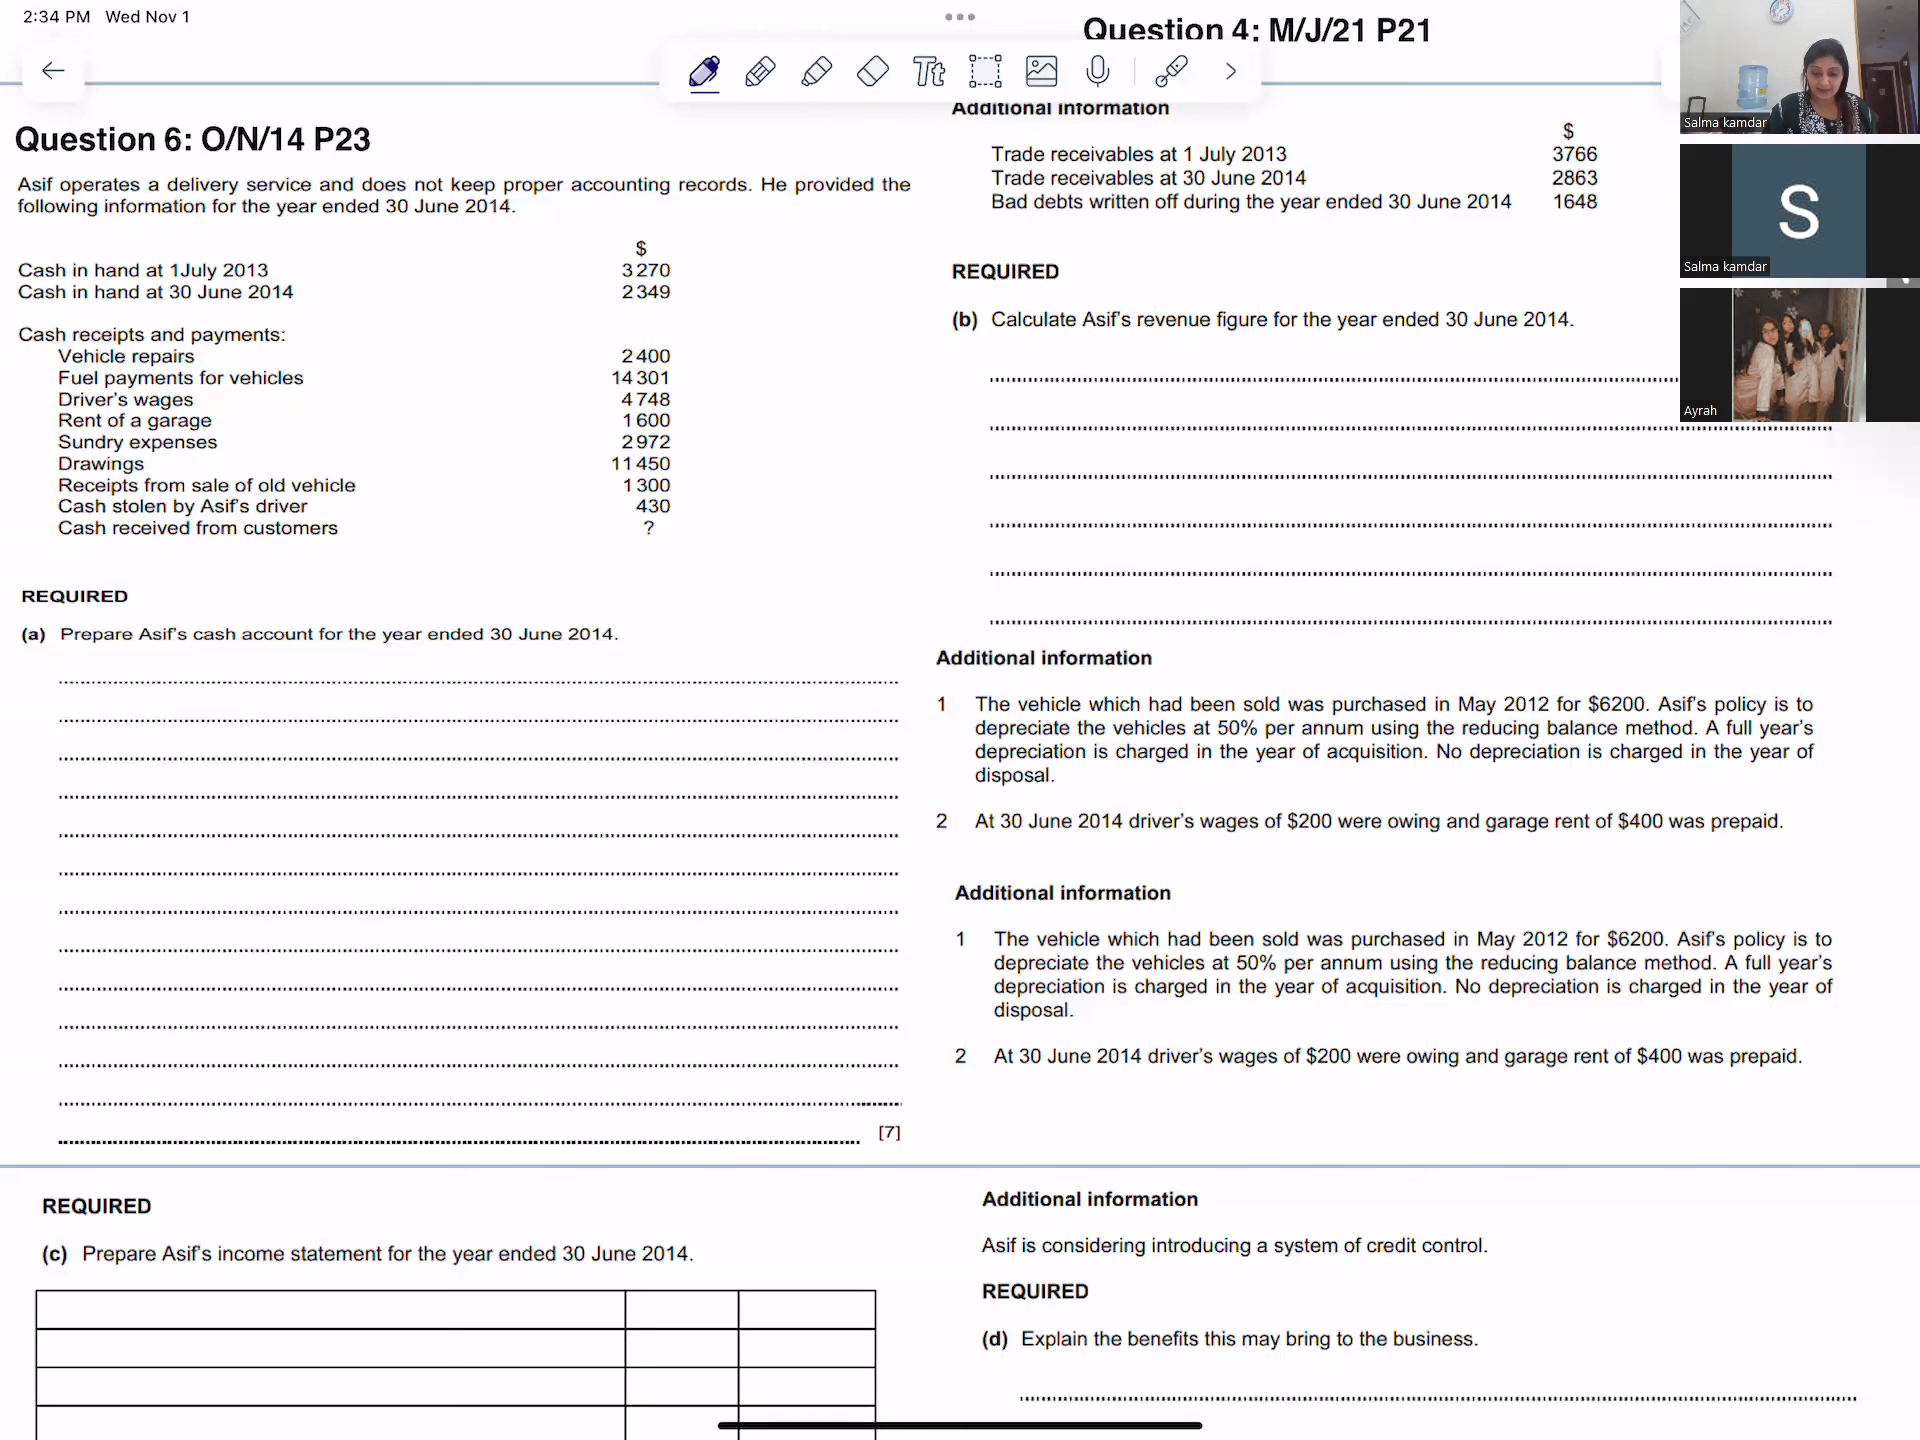 2:34 PM Wed Nov 1
Question 4: M/J/21 P21
Tt
Question 6: O/N/14 P23
Asif operates a delivery service and does not keep proper accounting records. He provided the
following information for the year ended 30 June 2014.
$
Cash in hand at 1July 2013 3270
Cash in hand at 30 June 2014 2349
Cash receipts and payments:
Vehicle repairs 2400
Fuel payments for vehicles 14301
Driver's wages 4748
Rent of a garage 1600
Sundry expenses 2972
Drawings 11450
Receipts from sale of old vehicle 1300
Cash stolen by Asif's driver 430
Cash received from customers ?
REQUIRED
(a) Prepare Asif's cash account for the year ended 30 June 2014.
[7]
Additional information
$
Trade receivables at 1 July 2013 3766
Trade receivables at 30 June 2014 2863
Bad debts written off during the year ended 30 June 2014 1648
REQUIRED
(b) Calculate Asif's revenue figure for the year ended 30 June 2014.
Additional information
1 The vehicle which had been sold was purchased in May 2012 for $6200. Asif's policy is to
depreciate the vehicles at 50% per annum using the reducing balance method. A full year's
depreciation is charged in the year of acquisition. No depreciation is charged in the year of
disposal.
2 At 30 June 2014 driver's wages of $200 were owing and garage rent of $400 was prepaid.
Additional information
1 The vehicle which had been sold was purchased in May 2012 for $6200. Asif's policy is to
depreciate the vehicles at 50% per annum using the reducing balance method. A full year's
depreciation is charged in the year of acquisition. No depreciation is charged in the year of
disposal.
2 At 30 June 2014 driver's wages of $200 were owing and garage rent of $400 was prepaid.
REQUIRED
(c) Prepare Asif's income statement for the year ended 30 June 2014.
Additional information
Asif is considering introducing a system of credit control.
REQUIRED
(d) Explain the benefits this may bring to the business.
Salma kamdar
S
Salma kamdar
Ayrah